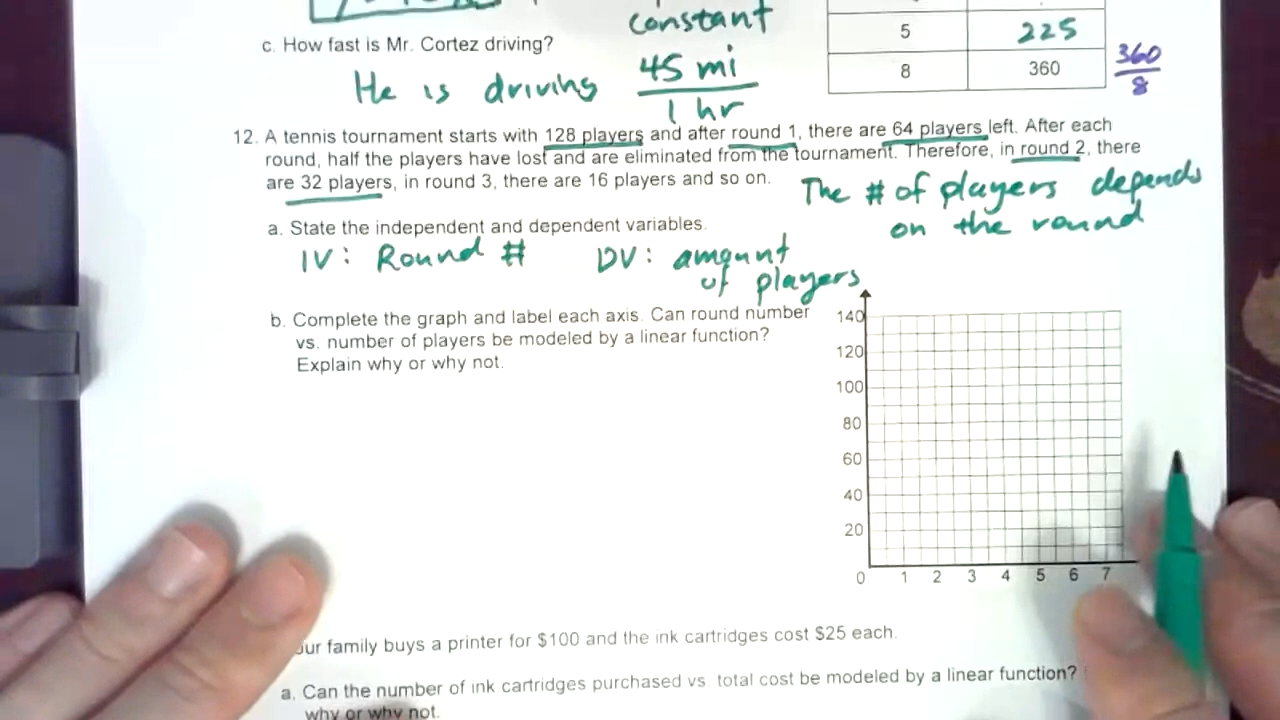 constant
c. How fast is Mr. Cortez driving?
He is driving 45 mi
1 hr
5 225
8 360
360
8
12. A tennis tournament starts with 128 players and after round 1, there are 64 players left. After each
round, half the players have lost and are eliminated from the tournament. Therefore, in round 2, there
are 32 players, in round 3, there are 16 players and so on.
The # of players depends
on the round
a. State the independent and dependent variables.
IV: Round # DV: amount
of players
b. Complete the graph and label each axis. Can round number
vs. number of players be modeled by a linear function?
Explain why or why not.
140
120
100
80
60
40
20
0 1 2 3 4 5 6 7
family buys a printer for $100 and the ink cartridges cost $25 each.
a. Can the number of ink cartridges purchased vs. total cost be modeled by a linear function?
why or why not.